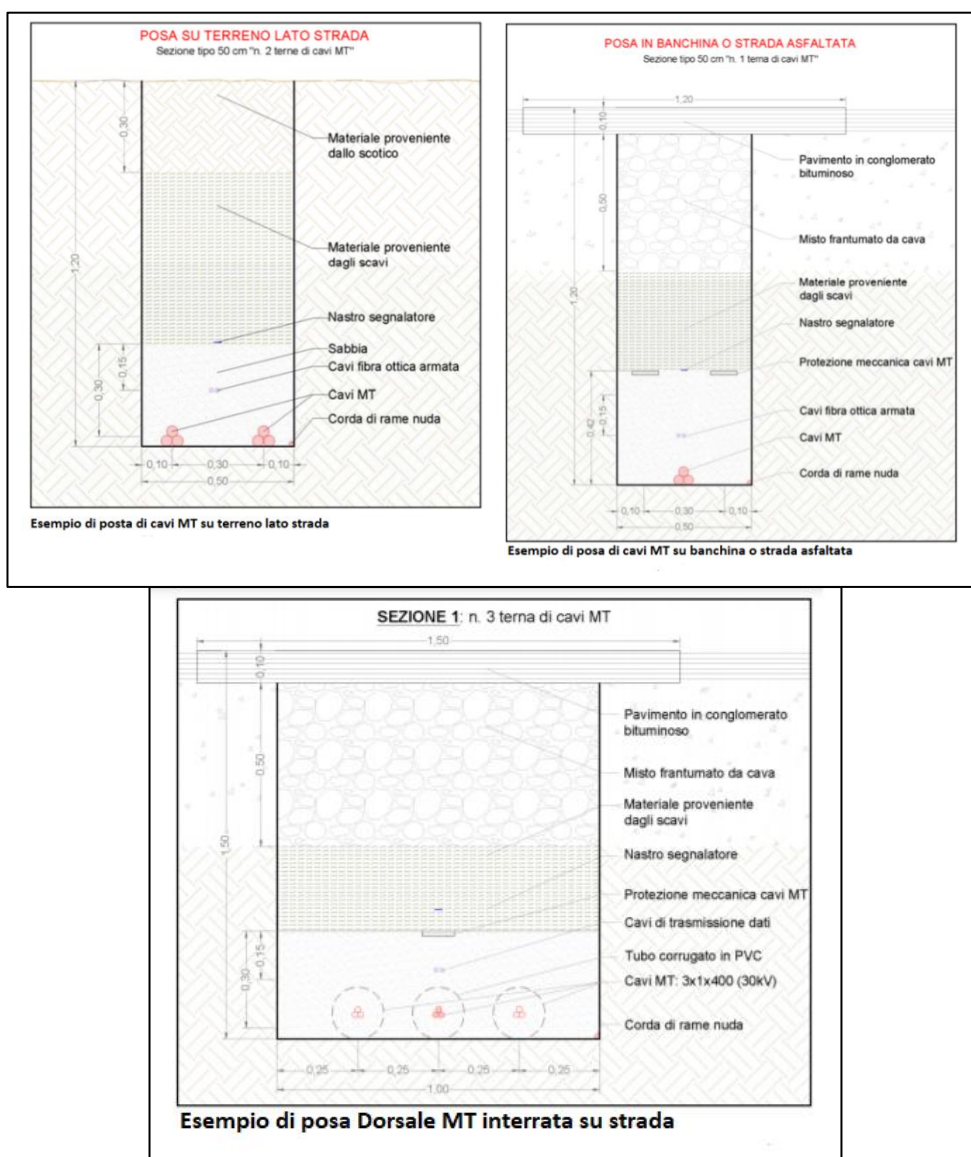 POSA SU TERRENO LATO STRADA
Sezione tipo 50 cm "n. 2 terne di cavi MT"
0,30
1,20
0,30
0,15
Materiale proveniente
dallo scotico
Materiale proveniente
dagli scavi
Nastro segnalatore
Sabbia
Cavi fibra ottica armata
Cavi MT
Corda di rame nuda
0,10
0,30
0,10
0,50
Esempio di posta di cavi MT su terreno lato strada
POSA IN BANCHINA O STRADA ASFALTATA
Sezione tipo 50 cm "n. 1 terna di cavi MT"
1,20
0,10
0,50
1,20
0,42
0,15
Pavimento in conglomerato
bituminoso
Misto frantumato da cava
Materiale proveniente
dagli scavi
Nastro segnalatore
Protezione meccanica cavi MT
Cavi fibra ottica armata
Cavi MT
Corda di rame nuda
0,10
0,30
0,10
0,50
Esempio di posa di cavi MT su banchina o strada asfaltata
SEZIONE 1: n. 3 terna di cavi MT
1,50
0,10
0,50
1,50
0,30
0,15
Pavimento in conglomerato
bituminoso
Misto frantumato da cava
Materiale proveniente
dagli scavi
Nastro segnalatore
Protezione meccanica cavi MT
Cavi di trasmissione dati
Tubo corrugato in PVC
Cavi MT: 3x1x400 (30kV)
Corda di rame nuda
0,25
0,25
0,25
0,25
1,00
Esempio di posa Dorsale MT interrata su strada